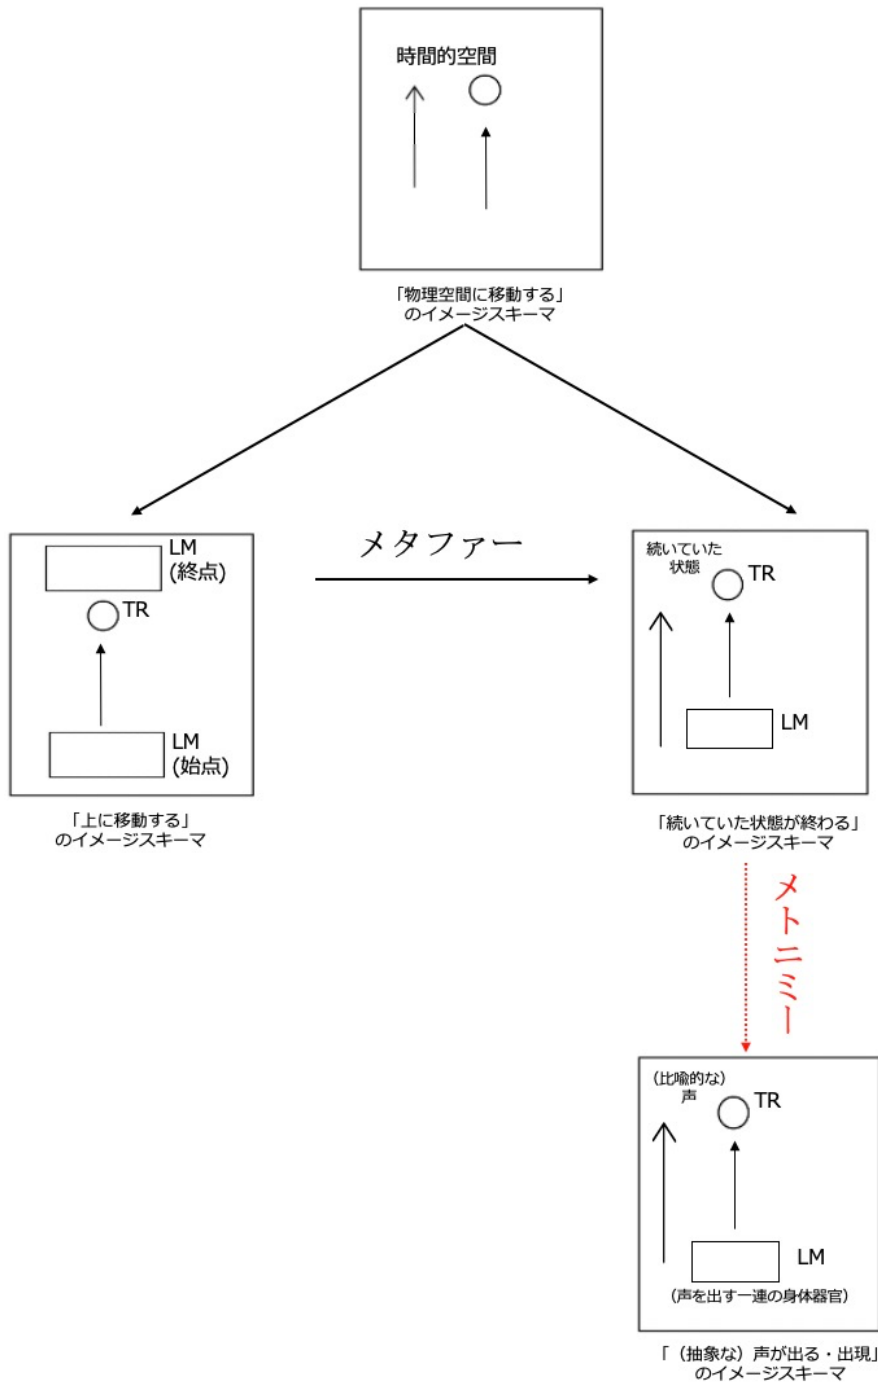 時間的空間
「物理空間に移動する」
のイメージスキーマ
メタファー
LM
(終点)
TR
LM
(始点)
「上に移動する」
のイメージスキーマ
続いていた
状態
TR
LM
「続いていた状態が終わる」
のイメージスキーマ
メトニミー
(比喩的な)
声
TR
LM
(声を出す一連の身体器官)
「（抽象な）声が出る・出現」
のイメージスキーマ